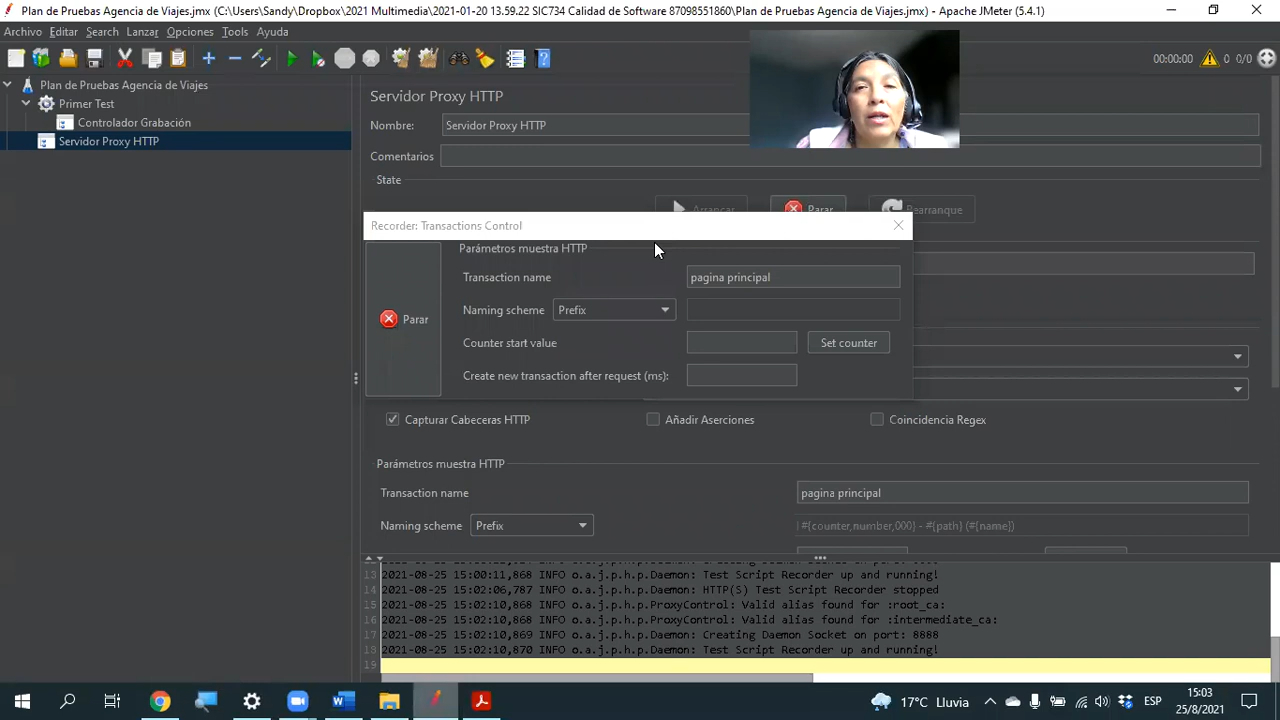 Plan de Pruebas Agencia de Viajes.jmx (C:\Users\Sandy\Dropbox\2021 Multimedia\2021-01-20 13.59.22 SIC734 Calidad de Software 87098551860\Plan de Pruebas Agencia de Viajes.jmx) - Apache JMeter (5.4.1)
Archivo Editar Search Lanzar Opciones Tools Ayuda
00:00:00 0 0/0
Plan de Pruebas Agencia de Viajes
Primer Test
Controlador Grabación
Servidor Proxy HTTP
Servidor Proxy HTTP
Nombre: Servidor Proxy HTTP
Comentarios
State
Arrancar Parar Rearranque
Recorder: Transactions Control
Parámetros muestra HTTP
Transaction name pagina principal
Naming scheme Prefix
Parar
Counter start value Set counter
Create new transaction after request (ms):
Capturar Cabeceras HTTP Añadir Aserciones Coincidencia Regex
Parámetros muestra HTTP
Transaction name pagina principal
Naming scheme Prefix #{counter,number,000} - #{path} (#{name})
13 2021-08-25 15:00:11,868 INFO o.a.j.p.h.p.Daemon: Test Script Recorder up and running!
14 2021-08-25 15:02:06,787 INFO o.a.j.p.h.p.Daemon: HTTP(S) Test Script Recorder stopped
15 2021-08-25 15:02:10,868 INFO o.a.j.p.h.p.ProxyControl: Valid alias found for :root_ca:
16 2021-08-25 15:02:10,868 INFO o.a.j.p.h.p.ProxyControl: Valid alias found for :intermediate_ca:
17 2021-08-25 15:02:10,869 INFO o.a.j.p.h.p.Daemon: Creating Daemon Socket on port: 8888
18 2021-08-25 15:02:10,870 INFO o.a.j.p.h.p.Daemon: Test Script Recorder up and running!
19
17°C Lluvia ESP 15:03
25/8/2021